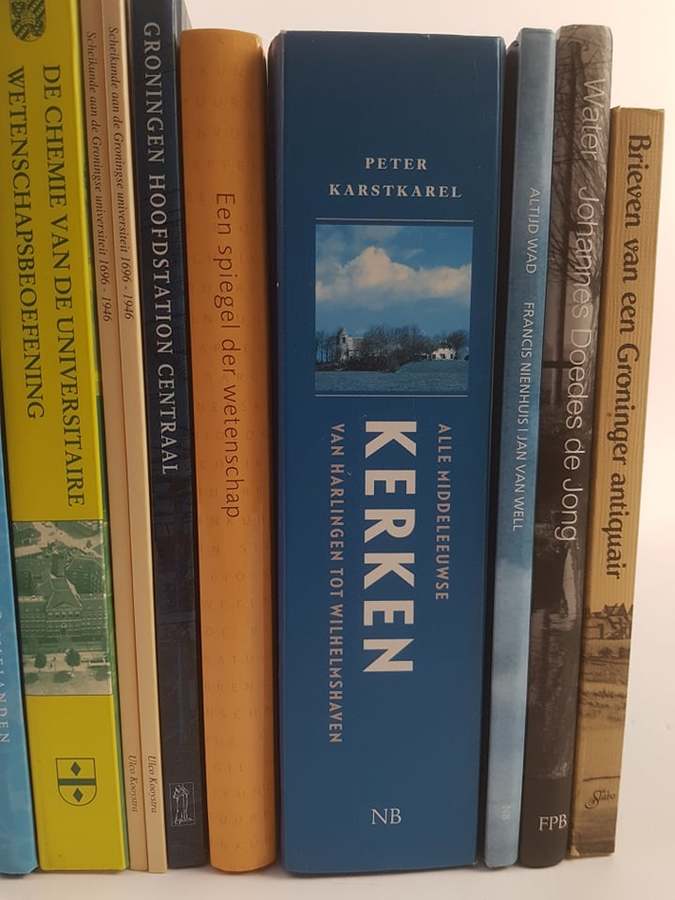 ELANDEN
DE CHEMIE VAN DE UNIVERSITAIRE
WETENSCHAPSBEOEFENING
Scheikunde aan de Groningse universiteit 1696 - 1946
Ulco Kooystra
Scheikunde aan de Groningse universiteit 1696 - 1946
Ulco Kooystra
GRONINGEN HOOFDSTATION CENTRAAL
Een spiegel der wetenschap
PETER
KARSTKAREL
ALLE MIDDELEEUWSE
KERKEN
VAN HARLINGEN TOT WILHELMSHAVEN
NB
ALTIJD WAD
FRANCIS NIENHUIS | JAN VAN WELL
NB
Water / Johannes Doedes de Jong
FPB
Brieven van een Groninger antiquair
Stabo